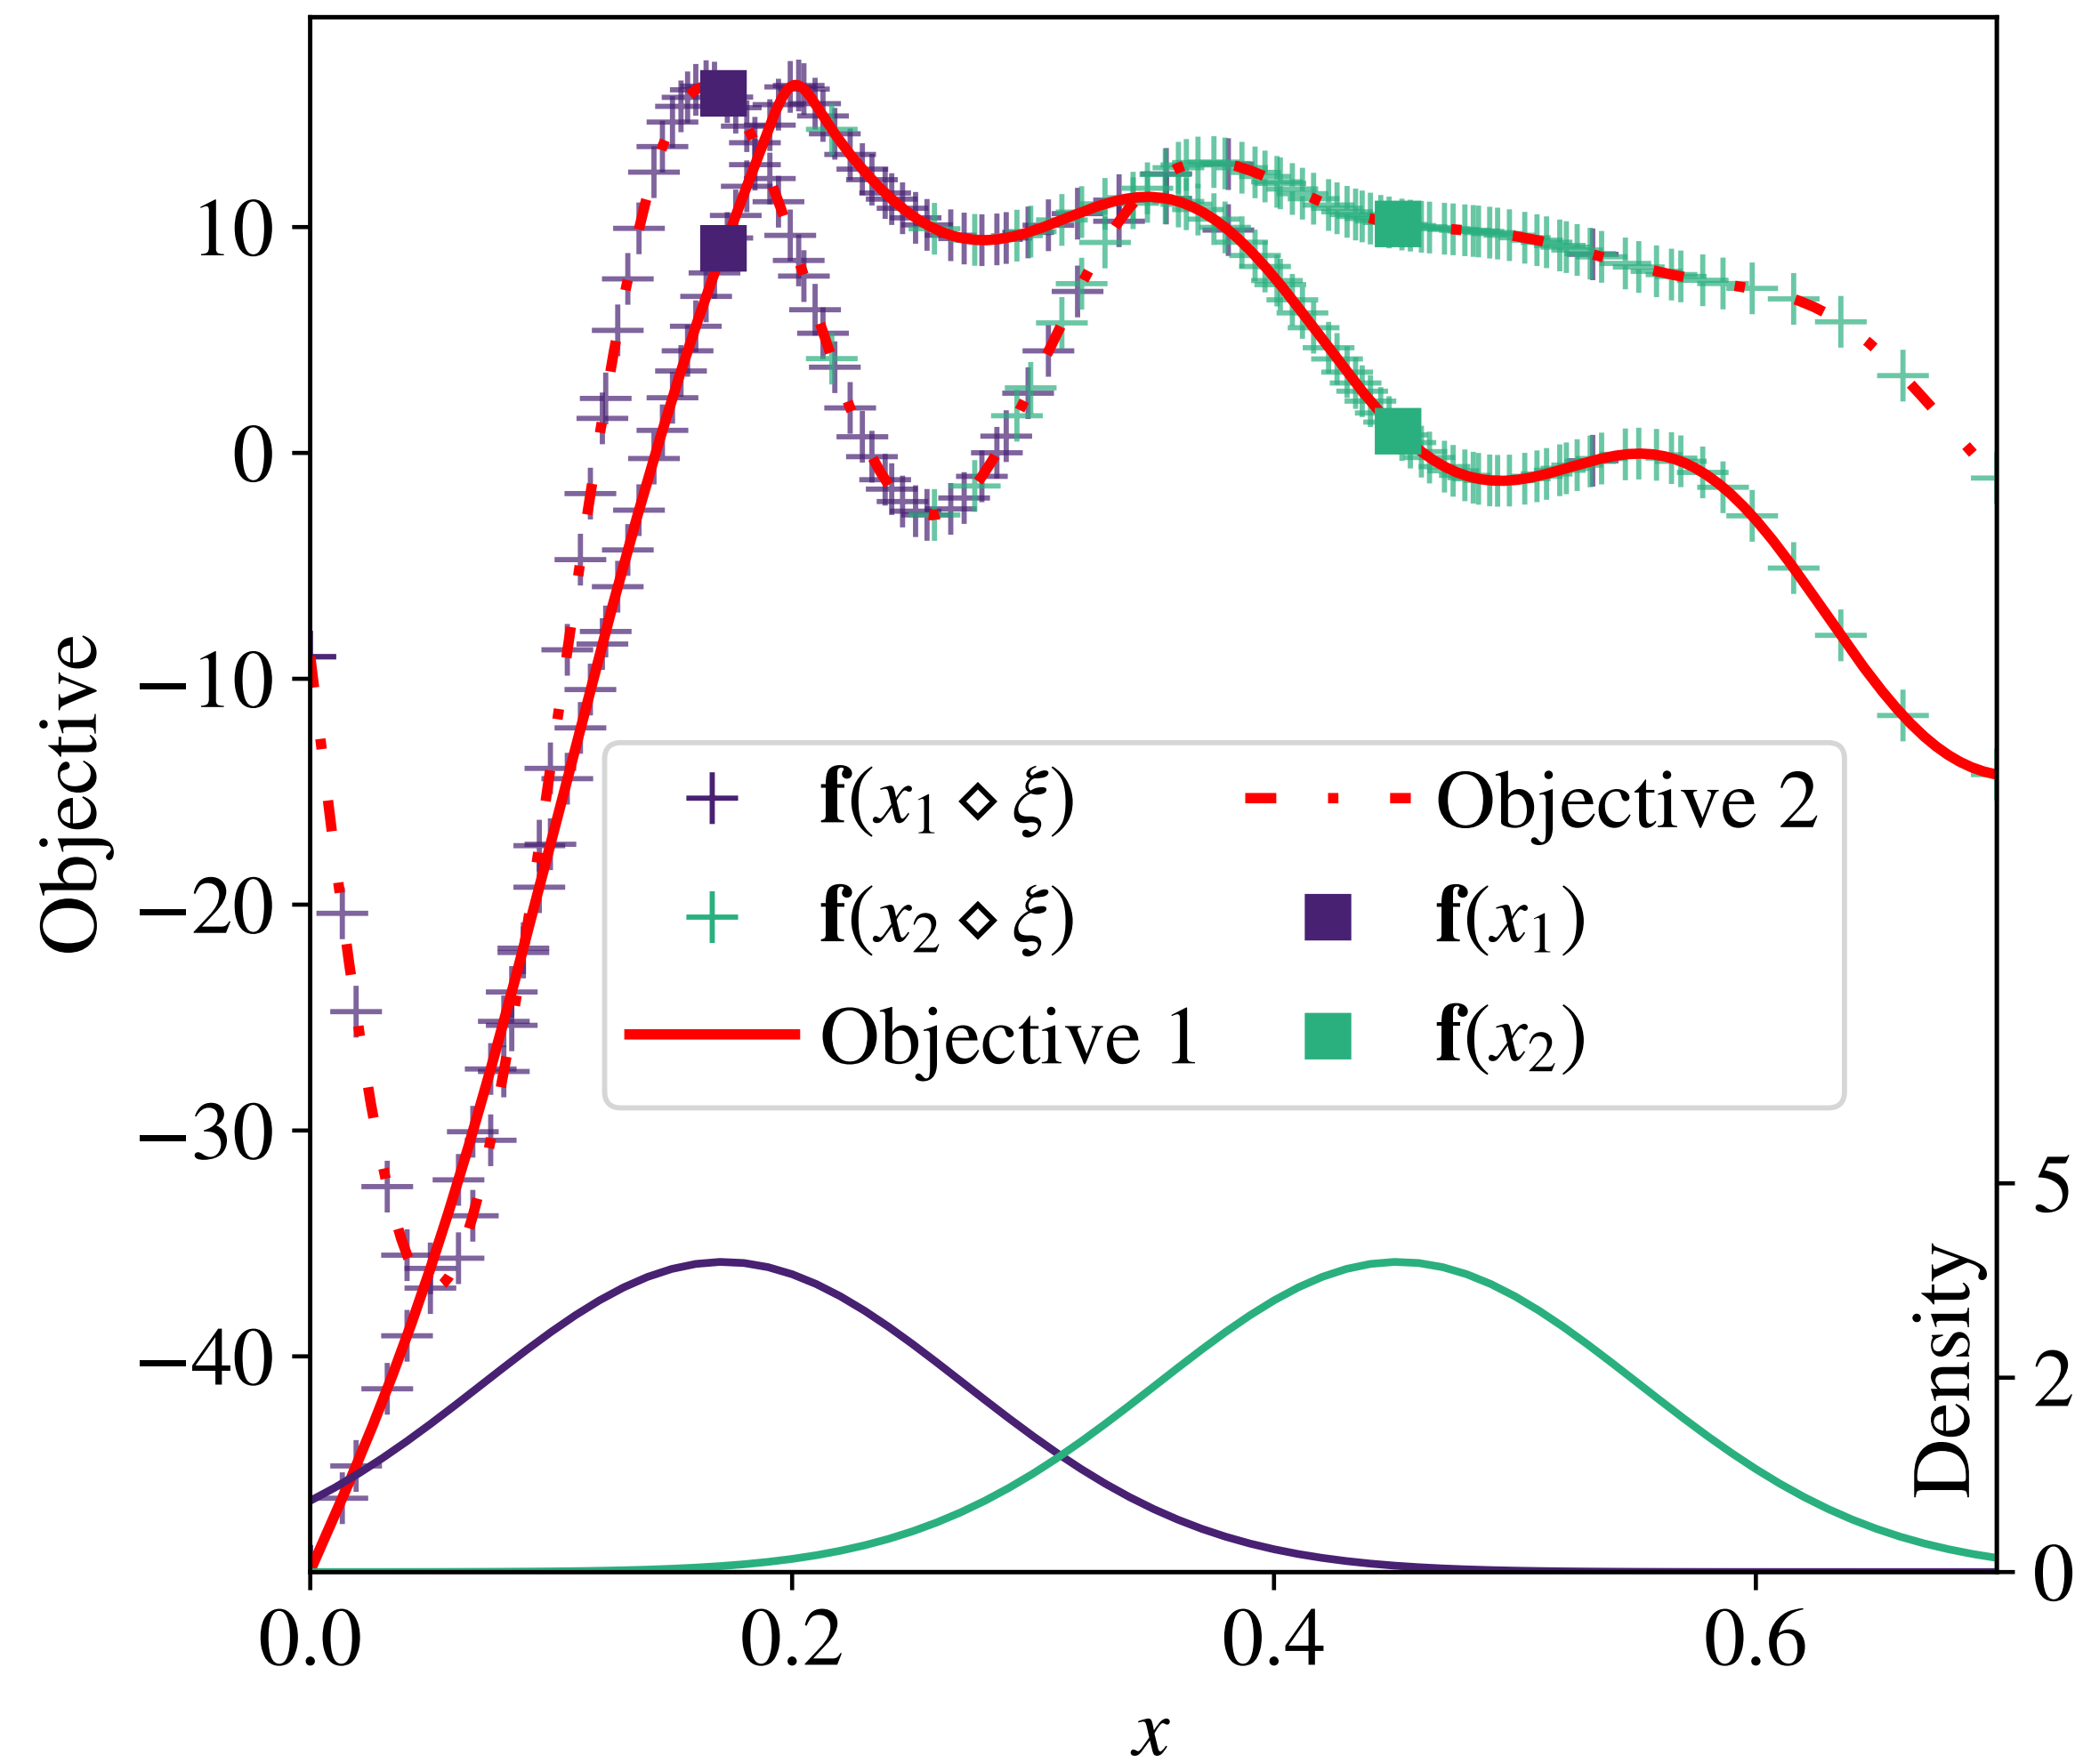 Objective
10
0
−10
−20
−30
−40
f(x₁ ⋄ ξ)
f(x₂ ⋄ ξ)
Objective 1
Objective 2
f(x₁)
f(x₂)
5
2
0
Density
0.0 0.2 0.4 0.6
x